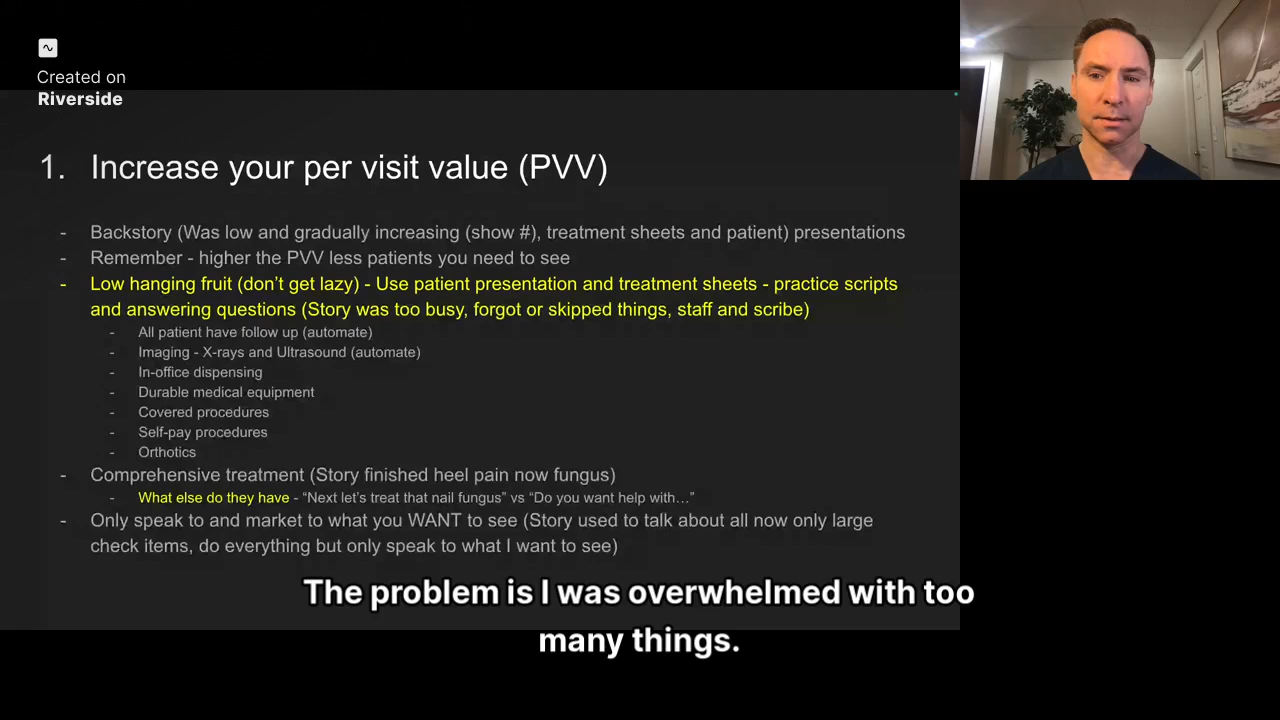 Created on
Riverside
1. Increase your per visit value (PVV)
- Backstory (Was low and gradually increasing (show #), treatment sheets and patient) presentations
- Remember - higher the PVV less patients you need to see
- Low hanging fruit (don’t get lazy) - Use patient presentation and treatment sheets - practice scripts
and answering questions (Story was too busy, forgot or skipped things, staff and scribe)
- All patient have follow up (automate)
- Imaging - X-rays and Ultrasound (automate)
- In-office dispensing
- Durable medical equipment
- Covered procedures
- Self-pay procedures
- Orthotics
- Comprehensive treatment (Story finished heel pain now fungus)
- What else do they have - “Next let’s treat that nail fungus” vs “Do you want help with…”
- Only speak to and market to what you WANT to see (Story used to talk about all now only large
check items, do everything but only speak to what I want to see)
The problem is I was overwhelmed with too
many things.